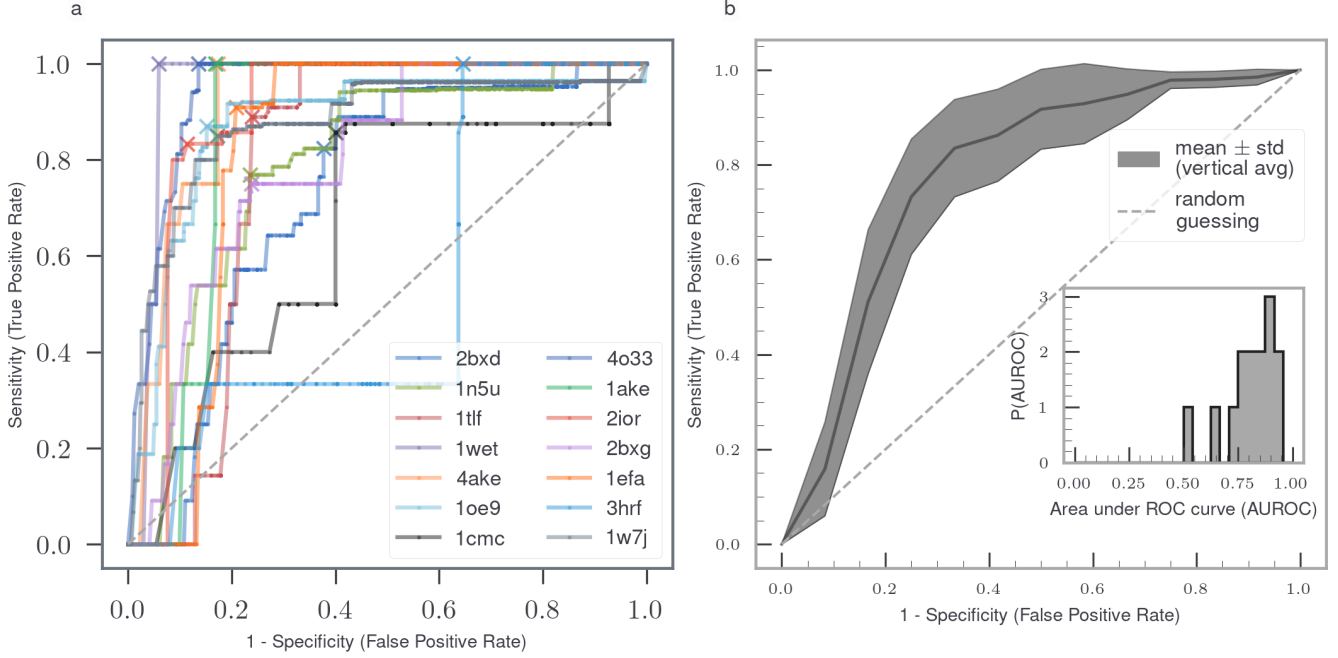 a
1.0
0.8
0.6
0.4
0.2
0.0
Sensitivity (True Positive Rate)
2bxd
1n5u
1tlf
1wet
4ake
1oe9
1cmc
4o33
1ake
2ior
2bxg
1efa
3hrf
1w7j
0.0 0.2 0.4 0.6 0.8 1.0
1 - Specificity (False Positive Rate)
b
1.0
0.8
0.6
0.4
0.2
0.0
Sensitivity (True Positive Rate)
mean ± std
(vertical avg)
random
guessing
3
2
1
0
P(AUROC)
0.00 0.25 0.50 0.75 1.00
Area under ROC curve (AUROC)
0.0 0.2 0.4 0.6 0.8 1.0
1 - Specificity (False Positive Rate)